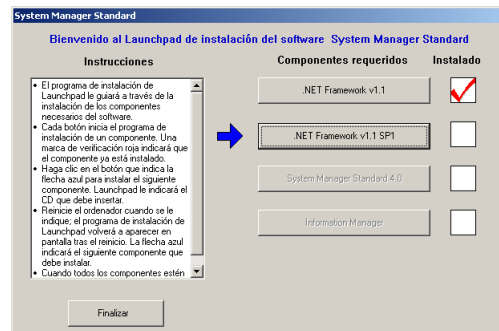 System Manager Standard
Bienvenido al Launchpad de instalación del software System Manager Standard
Instrucciones
Componentes requeridos
Instalado
• El programa de instalación de
Launchpad le guiará a través de la
instalación de los componentes
necesarios del software.
• Cada botón inicia el programa de
instalación de un componente. Una
marca de verificación roja indicará que
el componente ya está instalado.
• Haga clic en el botón que indica la
flecha azul para instalar el siguiente
componente. Launchpad le indicará el
CD que debe insertar.
• Reinicie el ordenador cuando se le
indique; el programa de instalación de
Launchpad volverá a aparecer en
pantalla tras el reinicio. La flecha azul
indicará el siguiente componente que
debe instalar.
• Cuando todos los componentes estén
.NET Framework v1.1
.NET Framework v1.1 SP1
System Manager Standard 4.0
Information Manager
Finalizar